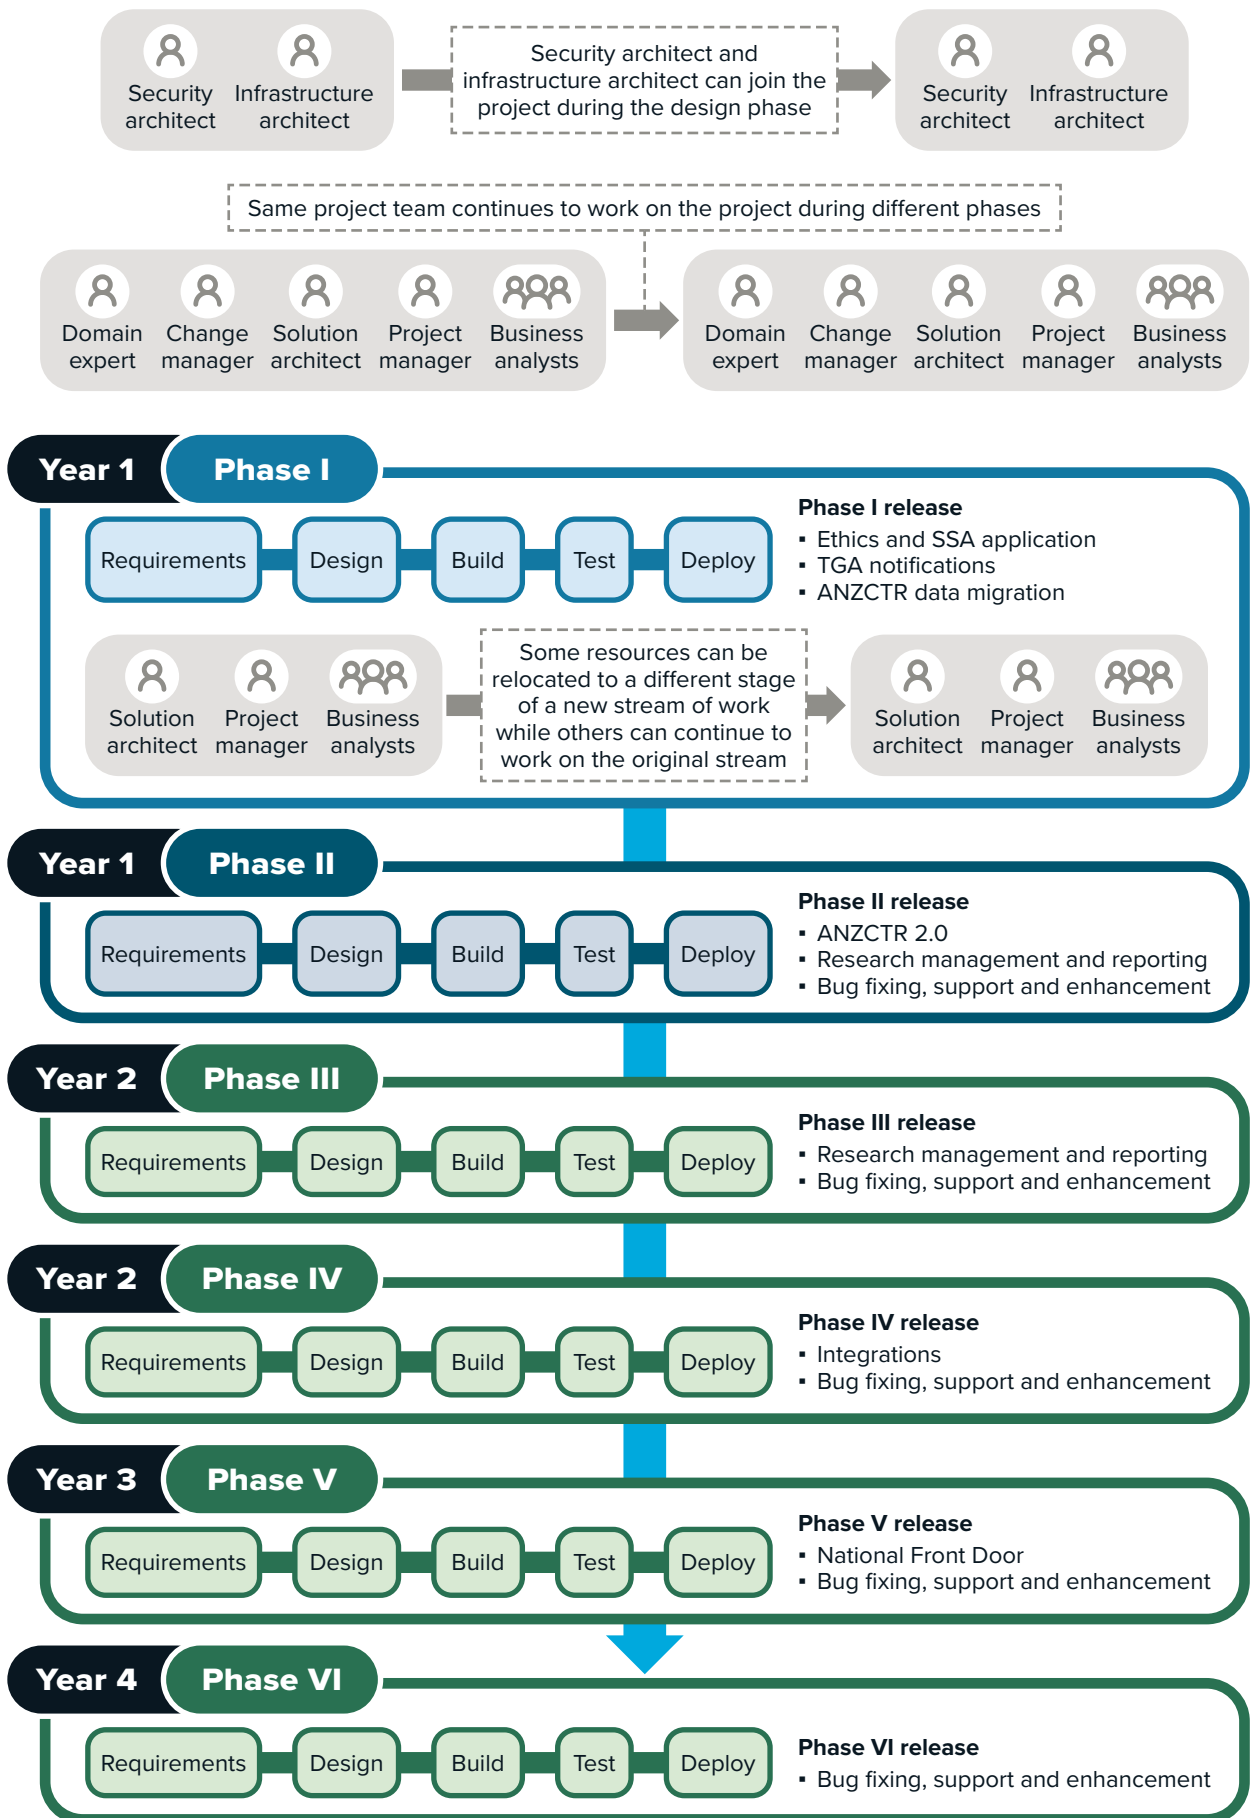 Security architect
Infrastructure architect
Security architect and
infrastructure architect can join the
project during the design phase
Security architect
Infrastructure architect
Same project team continues to work on the project during different phases
Domain expert
Change manager
Solution architect
Project manager
Business analysts
Domain expert
Change manager
Solution architect
Project manager
Business analysts
Year 1
Phase I
Requirements
Design
Build
Test
Deploy
Phase I release
▪ Ethics and SSA application
▪ TGA notifications
▪ ANZCTR data migration
Solution architect
Project manager
Business analysts
Some resources can be
relocated to a different stage
of a new stream of work
while others can continue to
work on the original stream
Solution architect
Project manager
Business analysts
Year 1
Phase II
Requirements
Design
Build
Test
Deploy
Phase II release
▪ ANZCTR 2.0
▪ Research management and reporting
▪ Bug fixing, support and enhancement
Year 2
Phase III
Requirements
Design
Build
Test
Deploy
Phase III release
▪ Research management and reporting
▪ Bug fixing, support and enhancement
Year 2
Phase IV
Requirements
Design
Build
Test
Deploy
Phase IV release
▪ Integrations
▪ Bug fixing, support and enhancement
Year 3
Phase V
Requirements
Design
Build
Test
Deploy
Phase V release
▪ National Front Door
▪ Bug fixing, support and enhancement
Year 4
Phase VI
Requirements
Design
Build
Test
Deploy
Phase VI release
▪ Bug fixing, support and enhancement